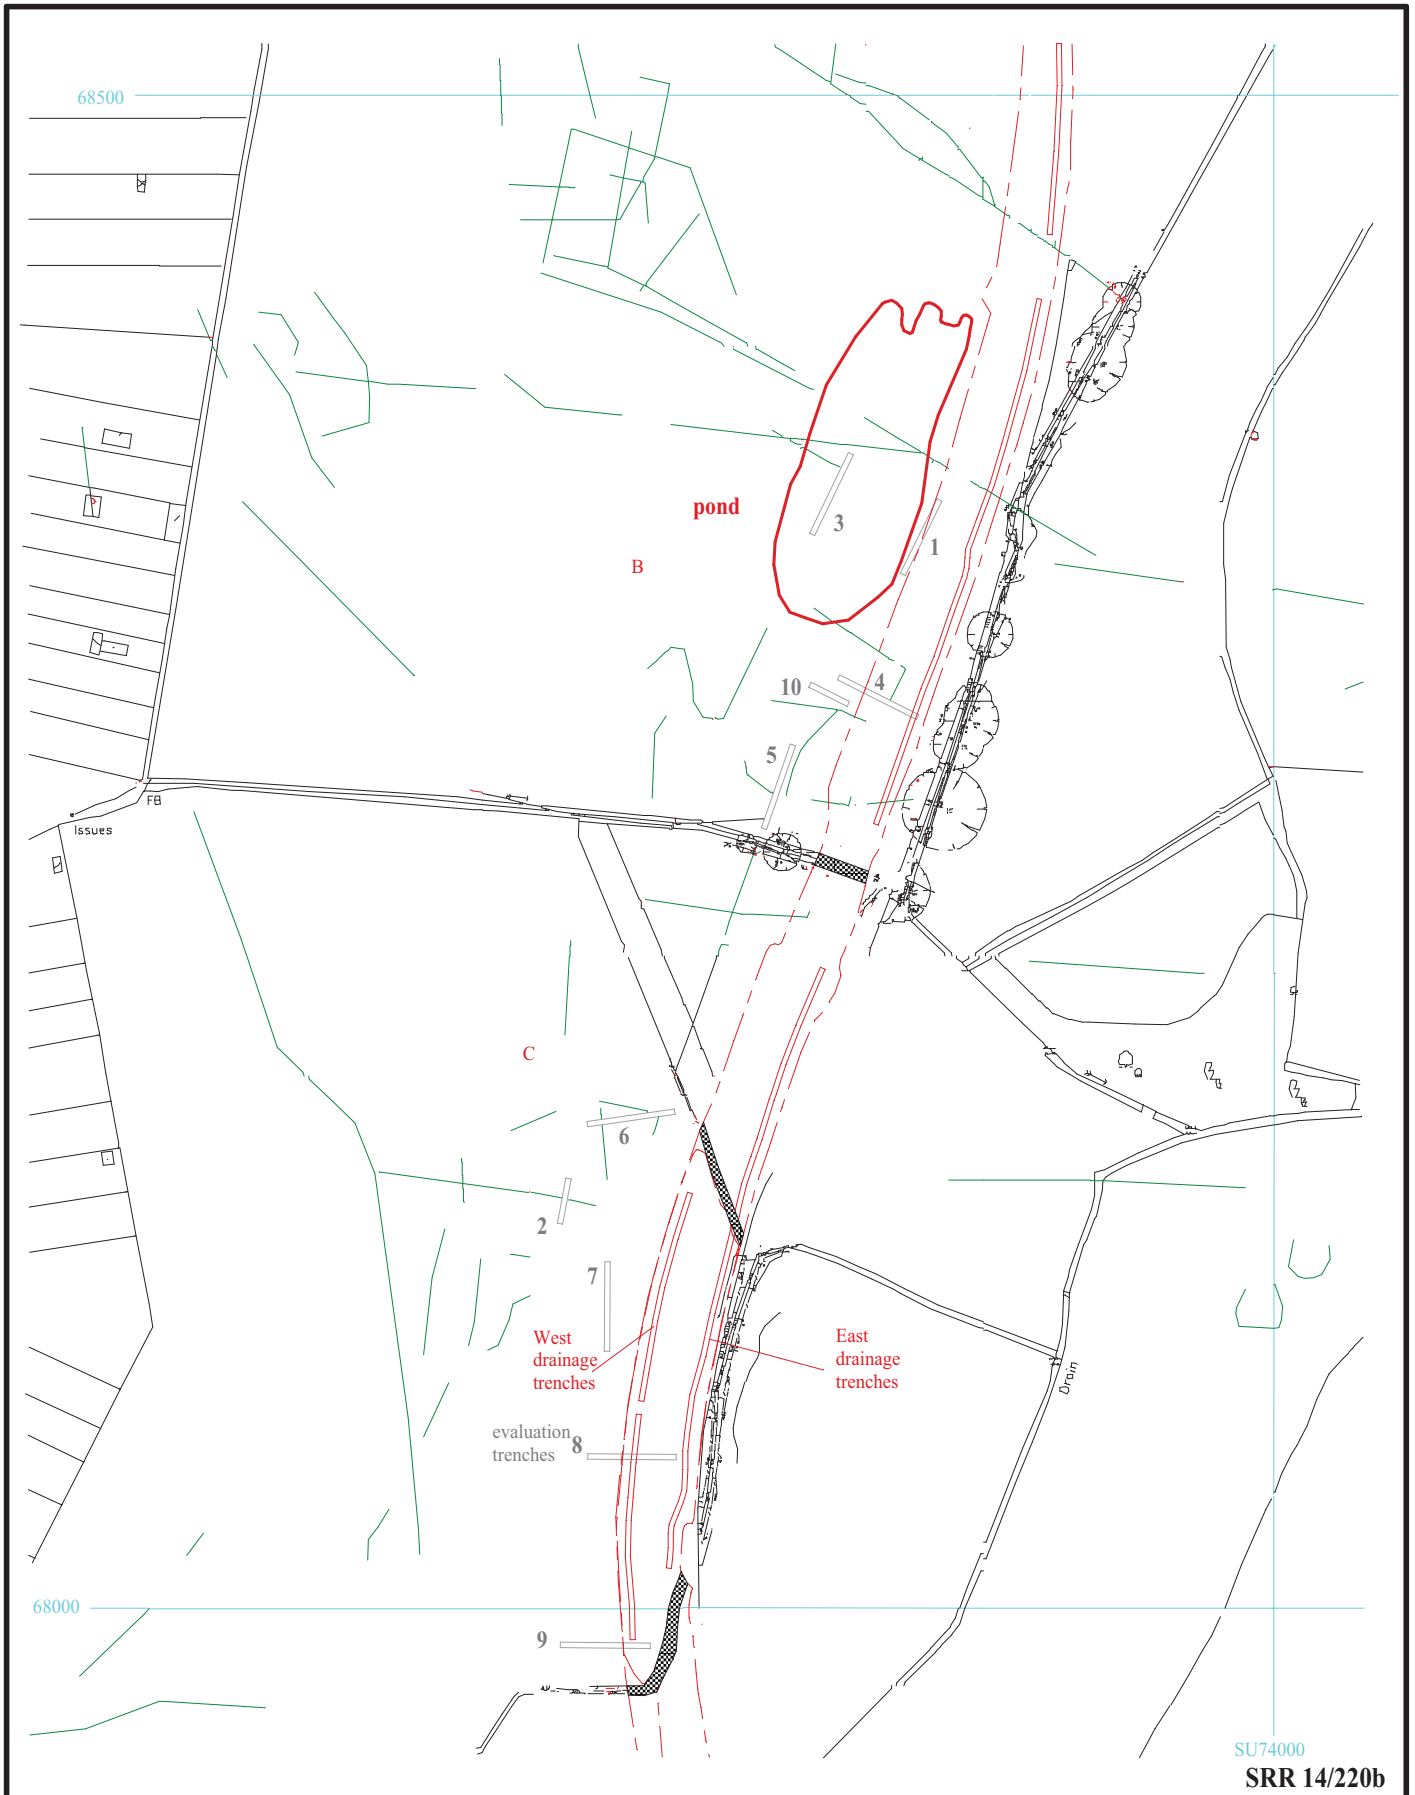 68500
pond
3
1
B
10
4
5
FB
Issues
C
6
2
7
West
drainage
trenches
East
drainage
trenches
Drain
evaluation
trenches
8
68000
9
SU74000
SRR 14/220b